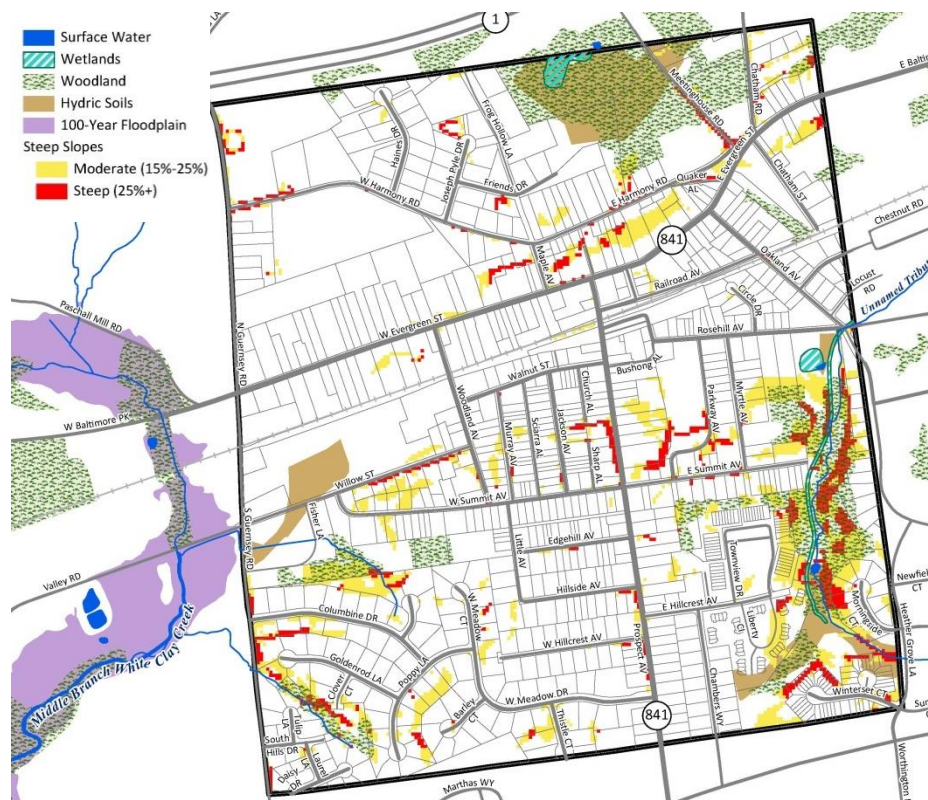 Surface Water
Wetlands
Woodland
Hydric Soils
100-Year Floodplain
Steep Slopes
Moderate (15%-25%)
Steep (25%+)
1
LA
Meetinghouse RD
Chatham RD
E Baltim
Haines DR
Frog Hollow LA
Joseph Pyle DR
Friends DR
E Evergreen ST
Quaker
AL
W Harmony RD
E Harmony RD
Chatham ST
Chestnut RD
841
Maple AV
Oakland AV
Railroad AV
Locust
RD
Unnamed Tribut
Paschall Mill RD
Circle DR
N Guernsey RD
W Evergreen ST
Rosehill AV
Bushong AL
Walnut ST
W Baltimore PK
Woodland AV
Church AL
Parkway AV
Myrtle AV
Murray AV
Sciarra AL
Jackson AV
Sharp AL
Willow ST
E Summit AV
W Summit AV
Fisher LA
S Guernsey RD
Valley RD
Little AV
Edgehill AV
Townview DR
Hillside AV
Newfiel
CT
W Meadow
CT
E Hillcrest AV
Morningside
CT
Columbine DR
Liberty
Heather Grove LA
W Hillcrest AV
Prospect AV
Middle Branch White Clay Creek
Goldenrod LA
Poppy LA
Clover
CT
Chambers WY
Winterset CT
Su
W Meadow DR
Barley
CT
Tulip
LA
South
Hills DR
Thistle CT
841
Laurel
LA
Daisy
DR
Worthington
Marthas WY